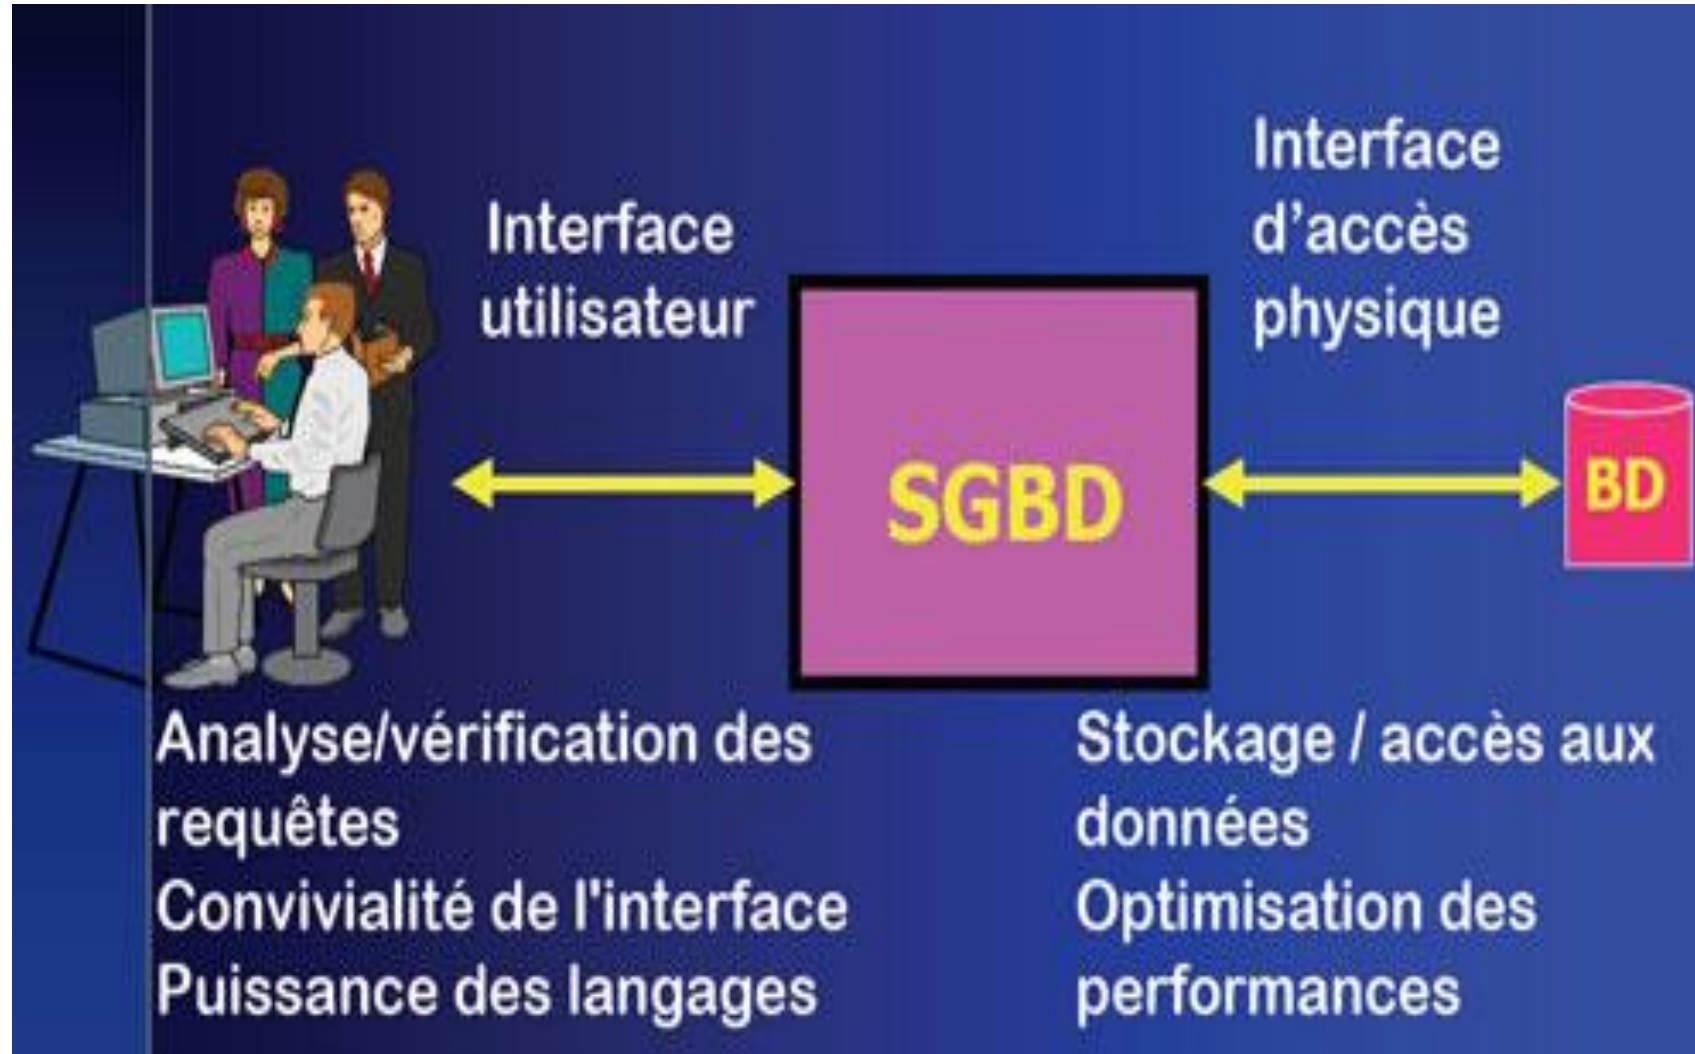 Interface
utilisateur
Interface
d’accès
physique
SGBD
BD
Analyse/vérification des
requêtes
Convivialité de l'interface
Puissance des langages
Stockage / accès aux
données
Optimisation des
performances